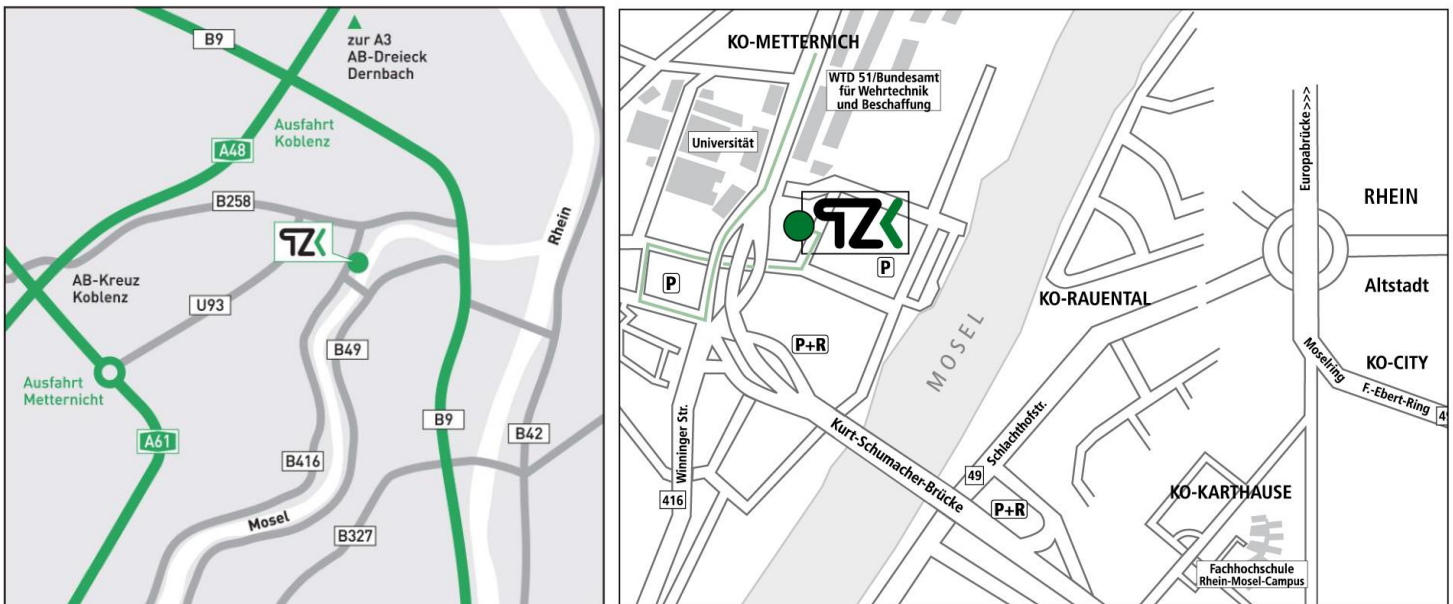 B9
zur A3
AB-Dreieck
Dernbach
Ausfahrt
Koblenz
A48
B258
TZK
Rhein
AB-Kreuz
Koblenz
U93
B49
Ausfahrt
Metternicht
B9
A61
B42
B416
Mosel
B327
KO-METTERNICH
WTD 51/Bundesamt
für Wehrtechnik
und Beschaffung
Universität
Europabrücke>>>
RHEIN
TZK
P
P
KO-RAUENTAL
Altstadt
MOSEL
P+R
Moselring
KO-CITY
F.-Ebert-Ring
49
Winninger Str.
Kurt-Schumacher-Brücke
Schlachthofstr.
49
416
KO-KARTHAUSE
P+R
Fachhochschule
Rhein-Mosel-Campus